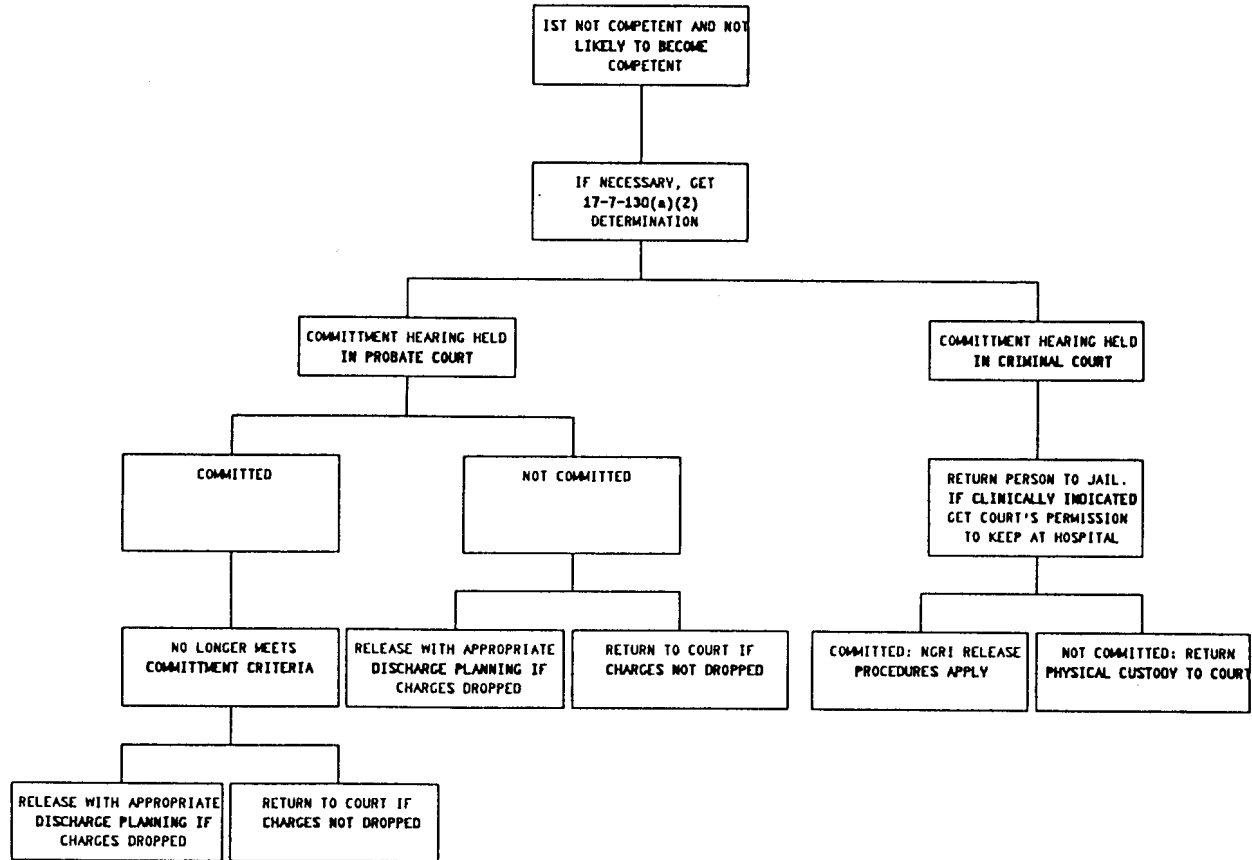 IST NOT COMPETENT AND NOT
LIKELY TO BECOME
COMPETENT
IF NECESSARY, GET
17-7-130(a)(2)
DETERMINATION
COMMITTMENT HEARING HELD
IN PROBATE COURT
COMMITTMENT HEARING HELD
IN CRIMINAL COURT
COMMITTED
NOT COMMITTED
RETURN PERSON TO JAIL.
IF CLINICALLY INDICATED
GET COURT'S PERMISSION
TO KEEP AT HOSPITAL
NO LONGER MEETS
COMMITTMENT CRITERIA
RELEASE WITH APPROPRIATE
DISCHARGE PLANNING IF
CHARGES DROPPED
RETURN TO COURT IF
CHARGES NOT DROPPED
COMMITTED: NGRI RELEASE
PROCEDURES APPLY
NOT COMMITTED: RETURN
PHYSICAL CUSTODY TO COURT
RELEASE WITH APPROPRIATE
DISCHARGE PLANNING IF
CHARGES DROPPED
RETURN TO COURT IF
CHARGES NOT DROPPED